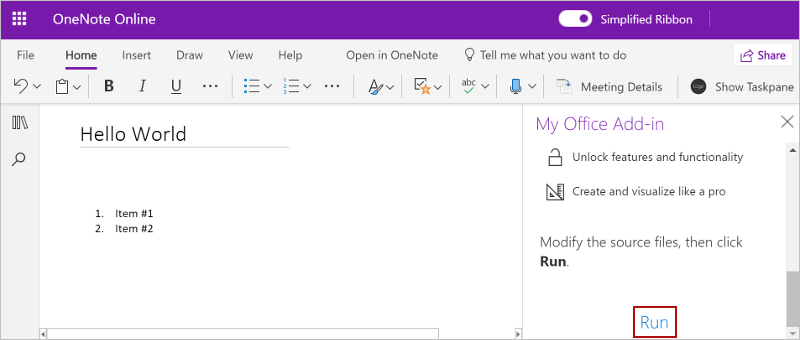 OneNote Online
Simplified Ribbon
File Home Insert Draw View Help Open in OneNote Tell me what you want to do Share
B I U abc Meeting Details Show Taskpane
Hello World
1. Item #1
2. Item #2
My Office Add-in
Unlock features and functionality
Create and visualize like a pro
Modify the source files, then click
Run.
Run